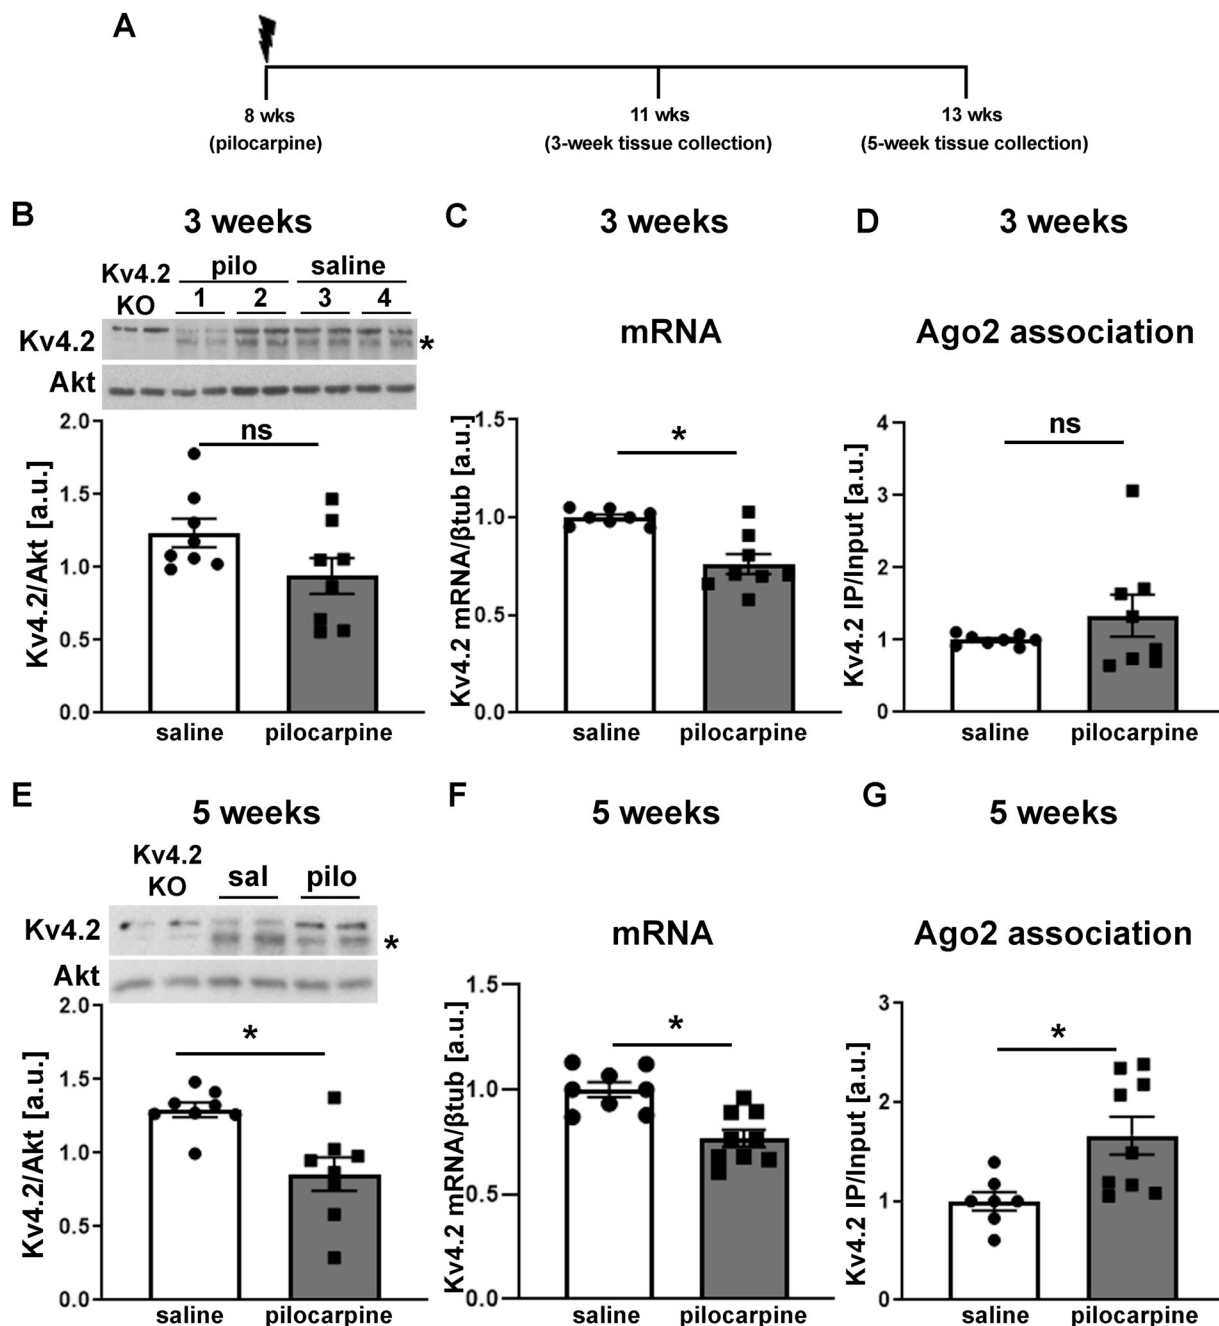 A
8 wks
(pilocarpine)
11 wks
(3-week tissue collection)
13 wks
(5-week tissue collection)
B
3 weeks
Kv4.2
KO
pilo
saline
1
2
3
4
Kv4.2
*
Akt
Kv4.2/Akt [a.u.]
2.0
1.5
1.0
0.5
0.0
ns
saline
pilocarpine
C
3 weeks
mRNA
Kv4.2 mRNA/βtub [a.u.]
1.5
1.0
0.5
0.0
*
saline
pilocarpine
D
3 weeks
Ago2 association
Kv4.2 IP/Input [a.u.]
4
3
2
1
0
ns
saline
pilocarpine
E
5 weeks
Kv4.2
KO
sal
pilo
Kv4.2
*
Akt
Kv4.2/Akt [a.u.]
2.0
1.5
1.0
0.5
0.0
*
saline
pilocarpine
F
5 weeks
mRNA
Kv4.2 mRNA/βtub [a.u.]
1.5
1.0
0.5
0.0
*
saline
pilocarpine
G
5 weeks
Ago2 association
Kv4.2 IP/Input [a.u.]
3
2
1
0
*
saline
pilocarpine